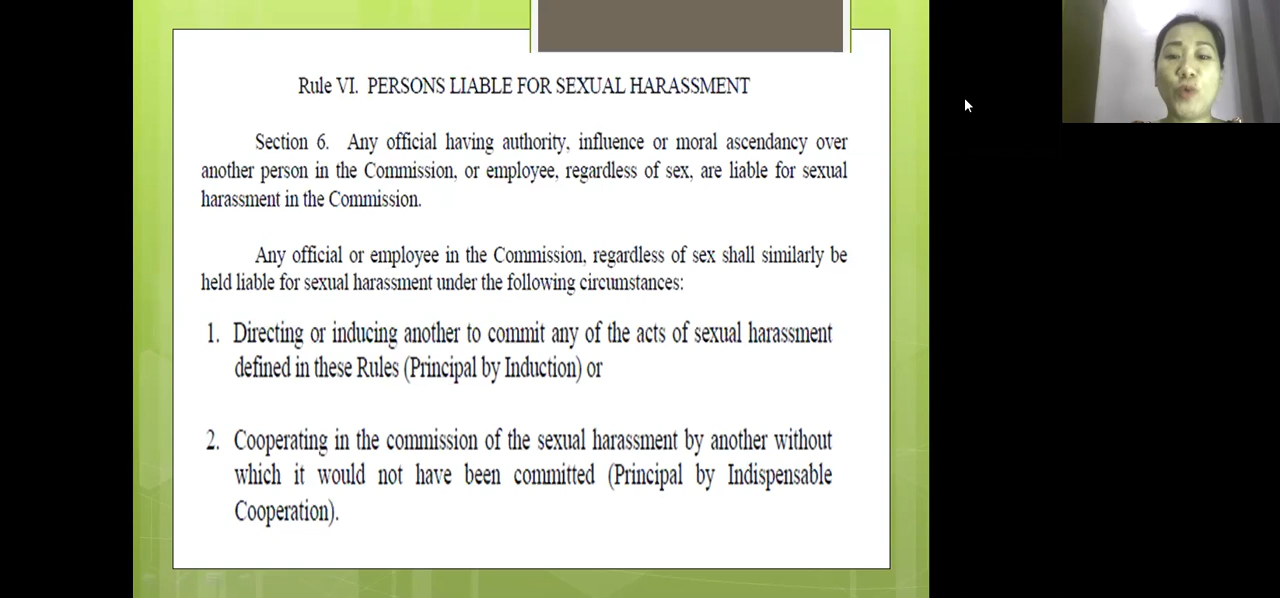 Rule VI. PERSONS LIABLE FOR SEXUAL HARASSMENT
Section 6. Any official having authority, influence or moral ascendancy over
another person in the Commission, or employee, regardless of sex, are liable for sexual
harassment in the Commission.
Any official or employee in the Commission, regardless of sex shall similarly be
held liable for sexual harassment under the following circumstances:
1. Directing or inducing another to commit any of the acts of sexual harassment
defined in these Rules (Principal by Induction) or
2. Cooperating in the commission of the sexual harassment by another without
which it would not have been committed (Principal by Indispensable
Cooperation).